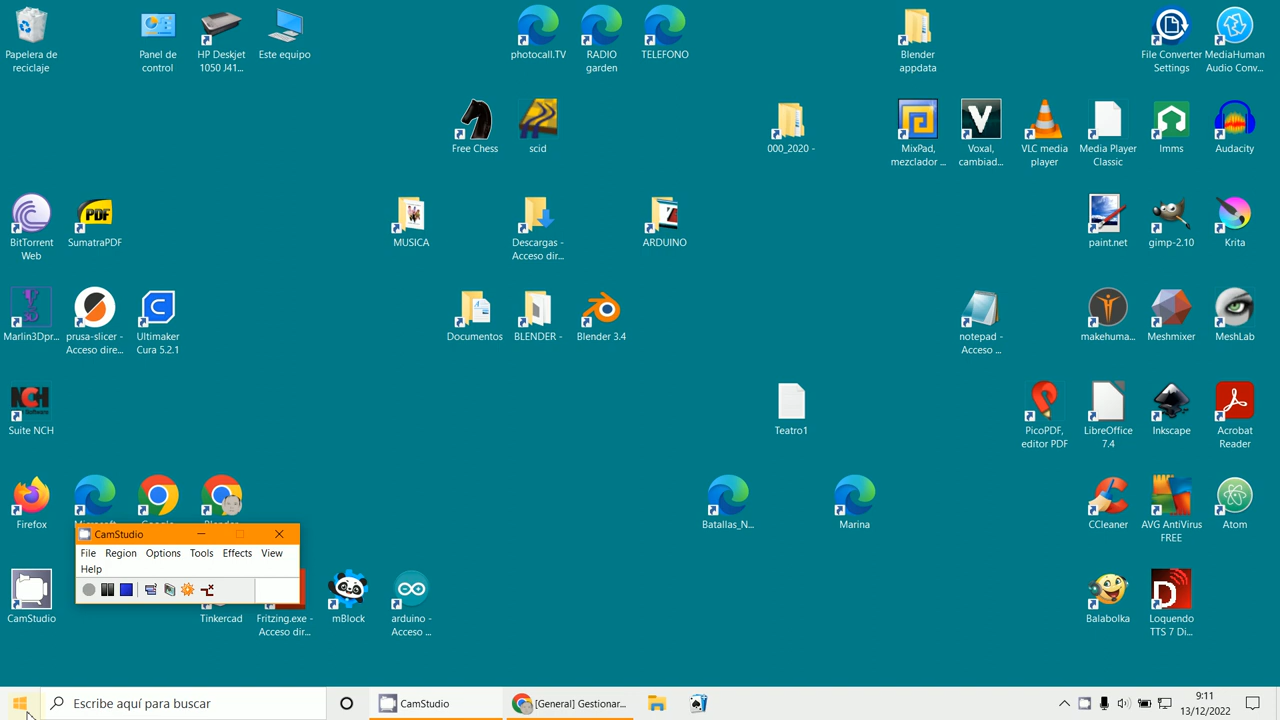 Papelera de
reciclaje
Panel de
control
HP Deskjet
1050 J41...
Este equipo
photocall.TV
RADIO
garden
TELEFONO
Blender
appdata
File Converter
Settings
MediaHuman
Audio Conv...
Free Chess
scid
000_2020 -
MixPad,
mezclador ...
Voxal,
cambiad...
VLC media
player
Media Player
Classic
lmms
Audacity
BitTorrent
Web
PDF
SumatraPDF
MUSICA
Descargas -
Acceso dir...
ARDUINO
paint.net
gimp-2.10
Krita
Marlin3Dpr...
prusa-slicer -
Acceso dire...
Ultimaker
Cura 5.2.1
Documentos
BLENDER -
Blender 3.4
notepad -
Acceso ...
makehuma...
Meshmixer
MeshLab
NCH
Suite NCH
Teatro1
PicoPDF,
editor PDF
LibreOffice
7.4
Inkscape
Acrobat
Reader
Firefox
Batallas_N...
Marina
CCleaner
AVG AntiVirus
FREE
Atom
CamStudio
File Region Options Tools Effects View
Help
CamStudio
Tinkercad
Fritzing.exe -
Acceso dir...
mBlock
arduino -
Acceso ...
Balabolka
Loquendo
TTS 7 Di...
Escribe aquí para buscar
CamStudio
[General] Gestionar...
9:11
13/12/2022